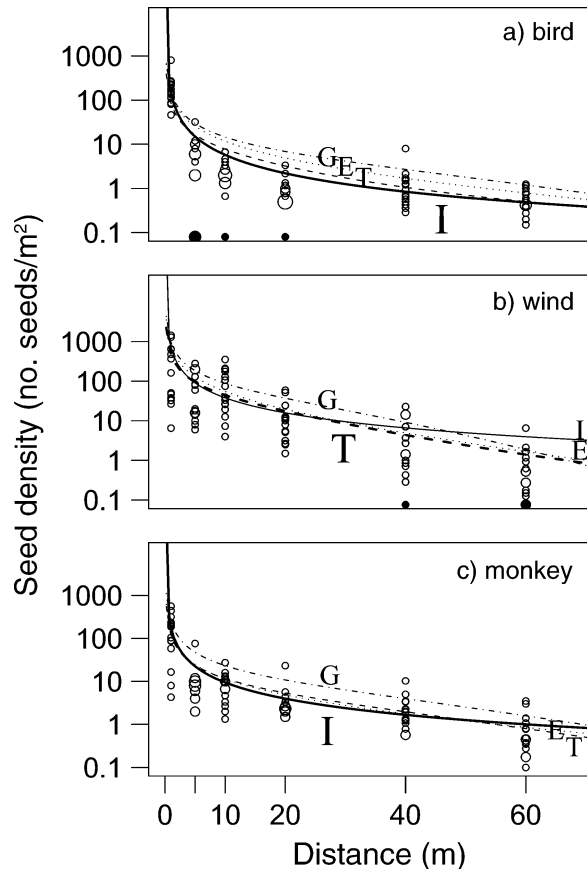 Seed density (no. seeds/m²)
a) bird
1000
100
10
1
0.1
G
E
T
I
b) wind
1000
100
10
1
0.1
G
T
I
E
c) monkey
1000
100
10
1
0.1
G
I
E
T
0 10 20 40 60
Distance (m)